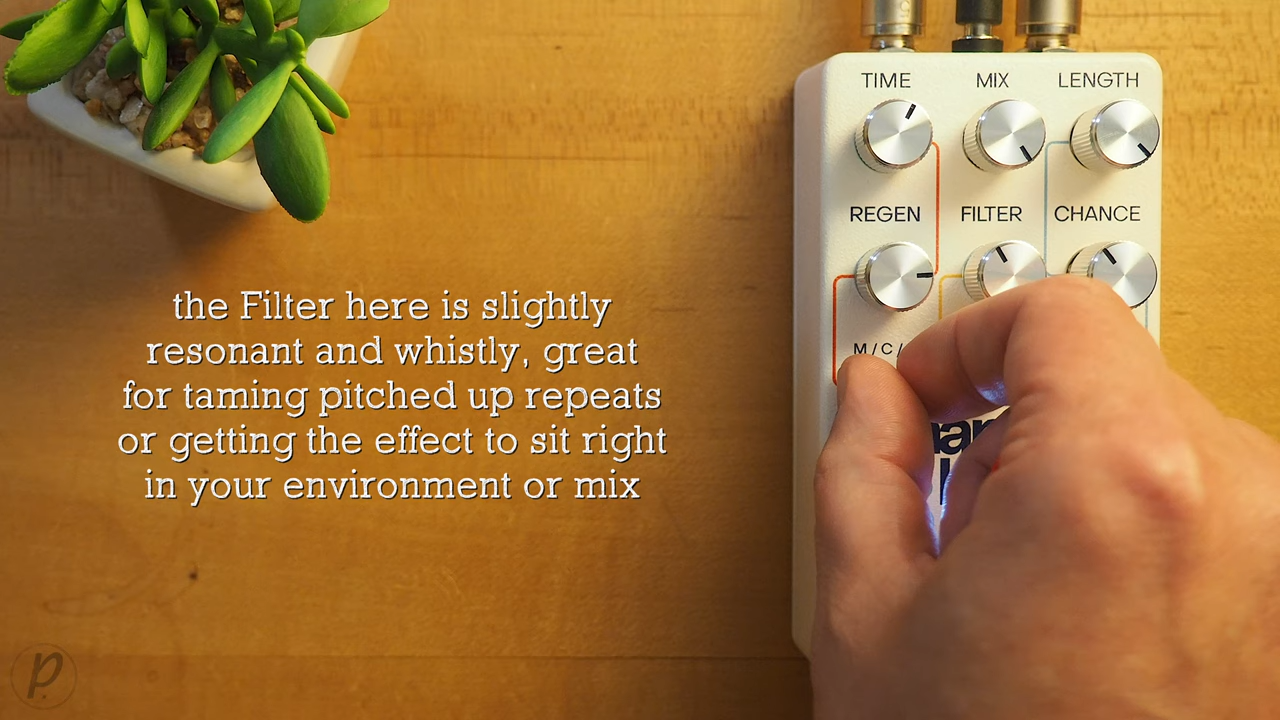 TIME MIX LENGTH
REGEN FILTER CHANCE
the Filter here is slightly
resonant and whistly, great
for taming pitched up repeats
or getting the effect to sit right
in your environment or mix
M/C/
p.